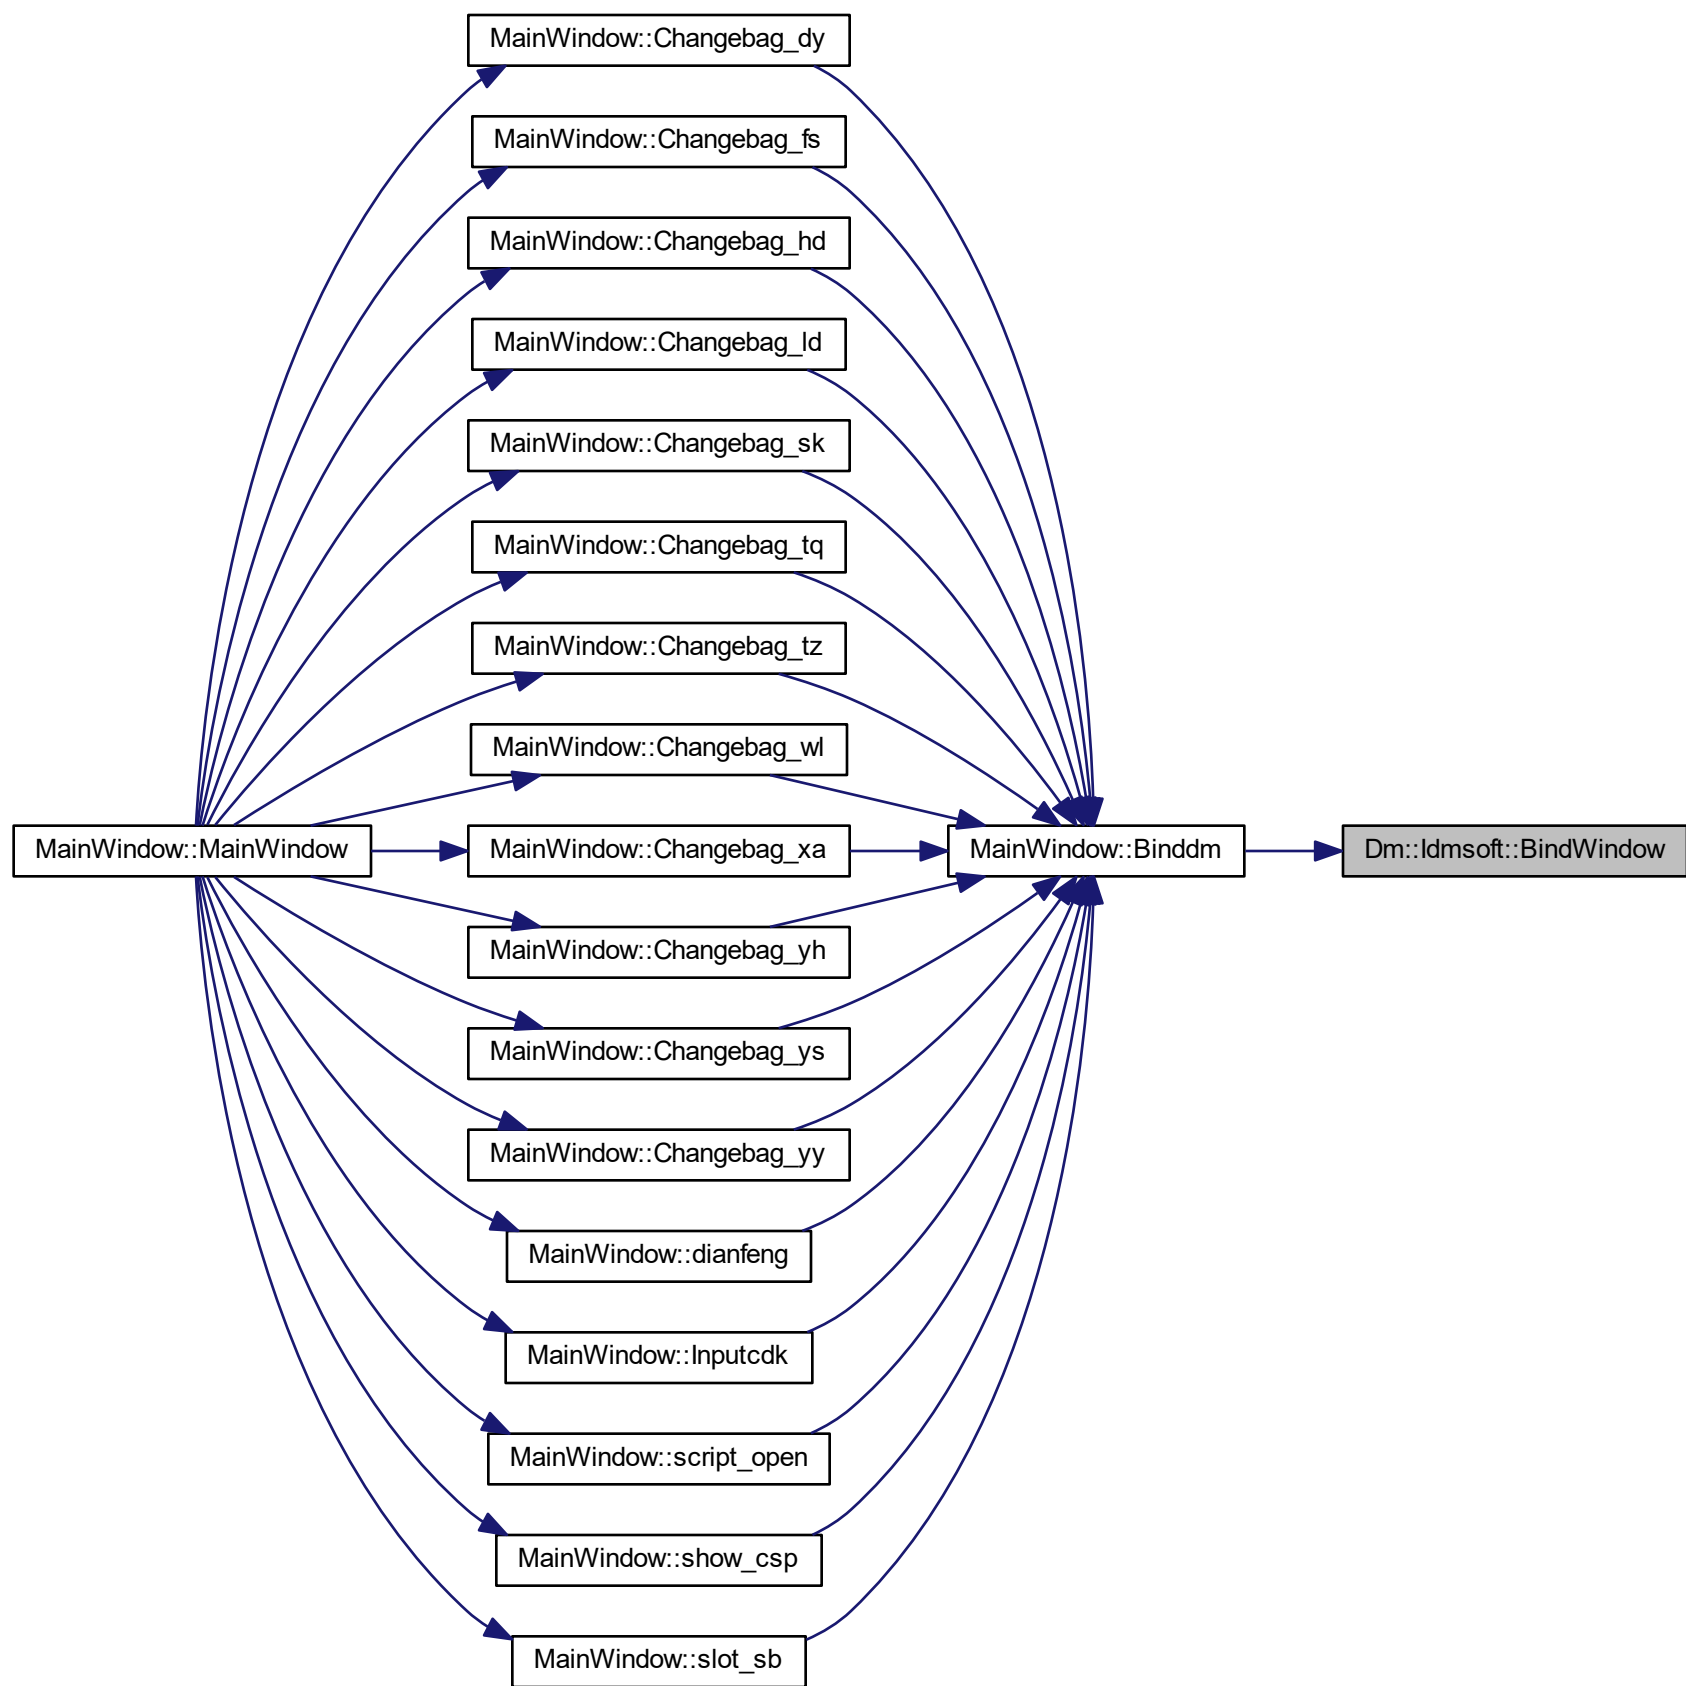 MainWindow::Changebag_dy
MainWindow::Changebag_fs
MainWindow::Changebag_hd
MainWindow::Changebag_ld
MainWindow::Changebag_sk
MainWindow::Changebag_tq
MainWindow::Changebag_tz
MainWindow::Changebag_wl
MainWindow::MainWindow
MainWindow::Changebag_xa
MainWindow::Binddm
Dm::Idmsoft::BindWindow
MainWindow::Changebag_yh
MainWindow::Changebag_ys
MainWindow::Changebag_yy
MainWindow::dianfeng
MainWindow::Inputcdk
MainWindow::script_open
MainWindow::show_csp
MainWindow::slot_sb